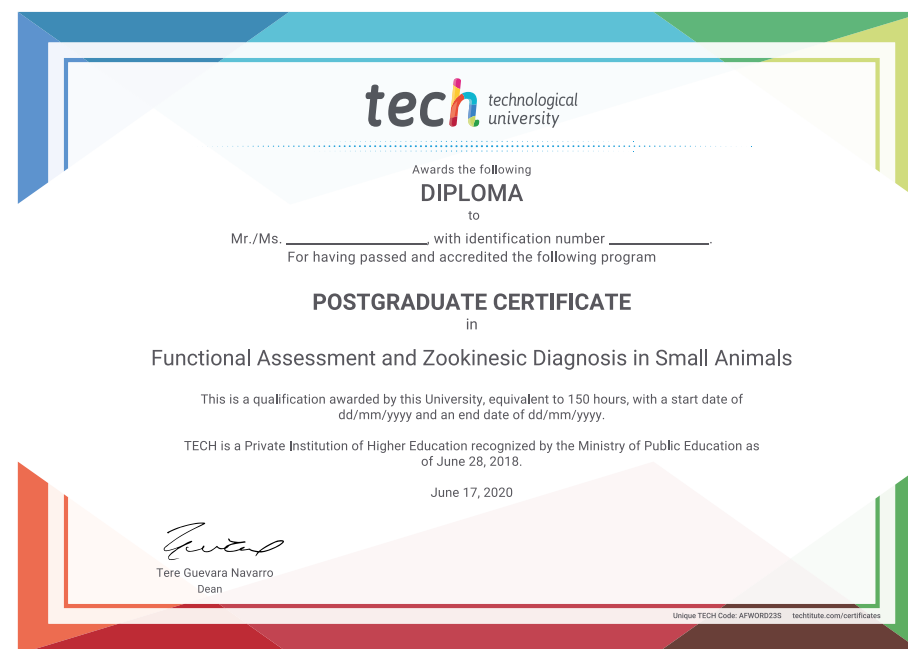 tech technological
university
Awards the following
DIPLOMA
to
Mr./Ms. ____________________, with identification number ______________.
For having passed and accredited the following program
POSTGRADUATE CERTIFICATE
in
Functional Assessment and Zookinesic Diagnosis in Small Animals
This is a qualification awarded by this University, equivalent to 150 hours, with a start date of
dd/mm/yyyy and an end date of dd/mm/yyyy.
TECH is a Private Institution of Higher Education recognized by the Ministry of Public Education as
of June 28, 2018.
June 17, 2020
Tere Guevara Navarro
Dean
Unique TECH Code: AFWORD23S techtitute.com/certificates